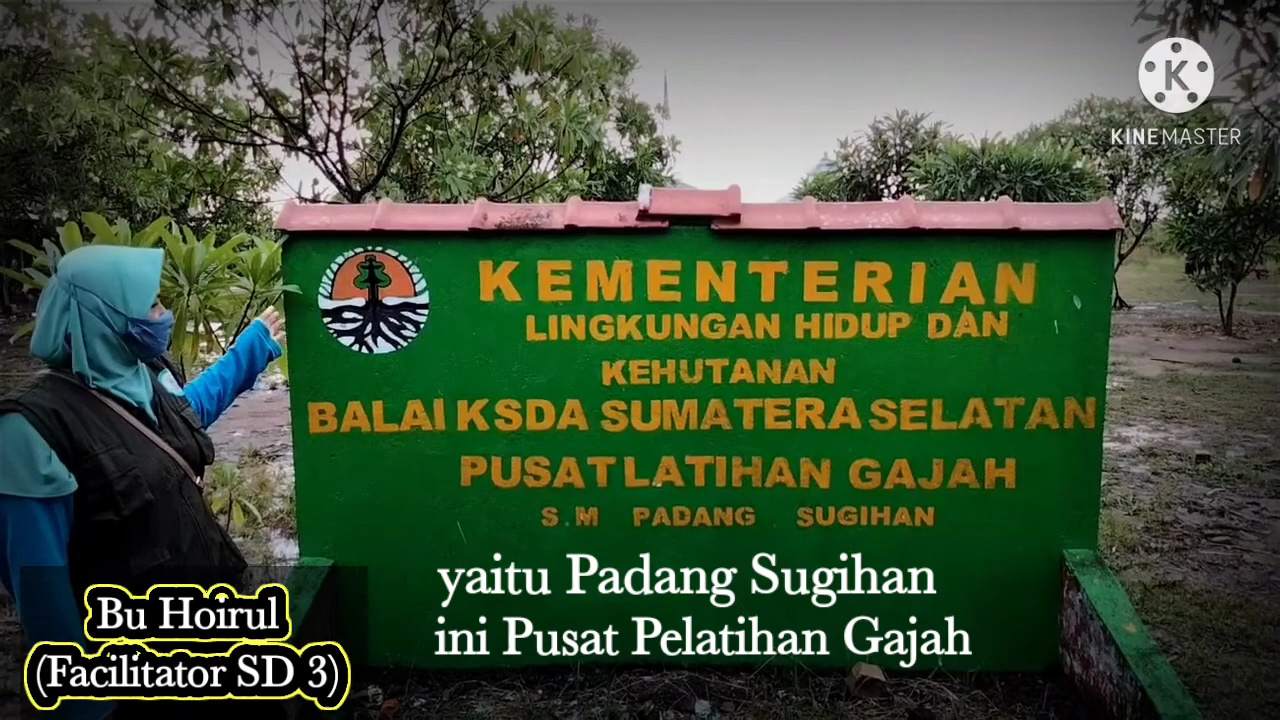 KINEMASTER
KEMENTERIAN
LINGKUNGAN HIDUP DAN
KEHUTANAN
BALAI KSDA SUMATERA SELATAN
PUSAT LATIHAN GAJAH
S.M PADANG SUGIHAN
yaitu Padang Sugihan
ini Pusat Pelatihan Gajah
Bu Hoirul
(Facilitator SD 3)